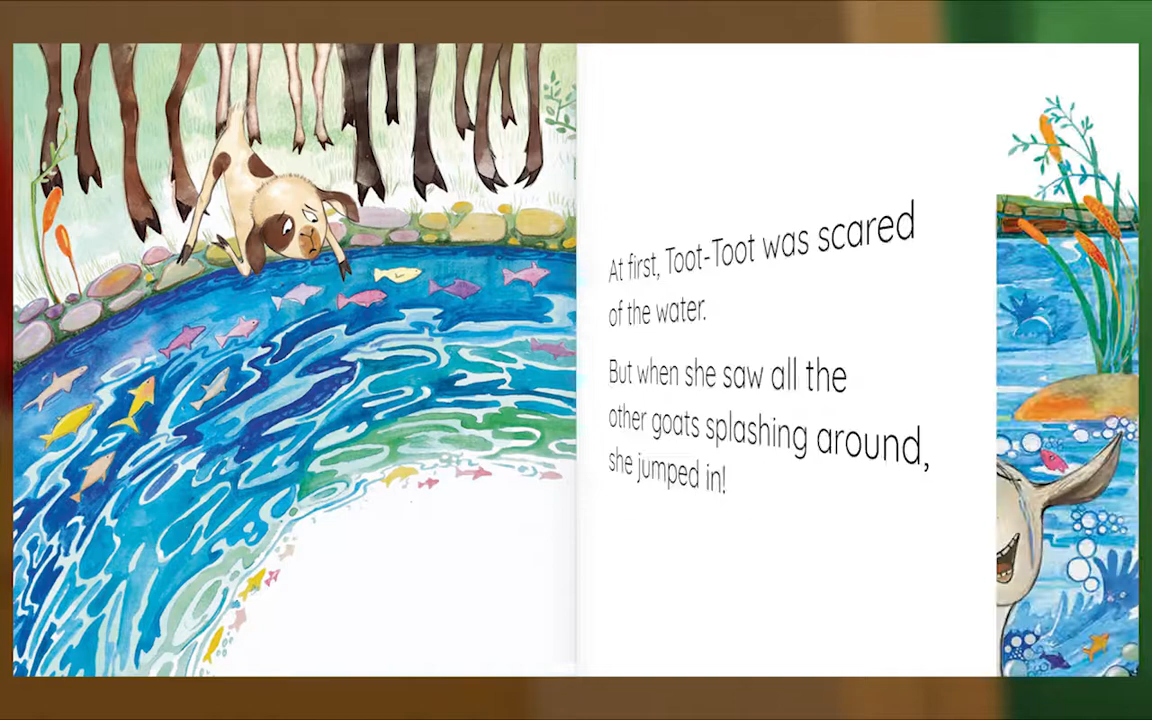 At first, Toot-Toot was scared
of the water.
But when she saw all the
other goats splashing around,
she jumped in!